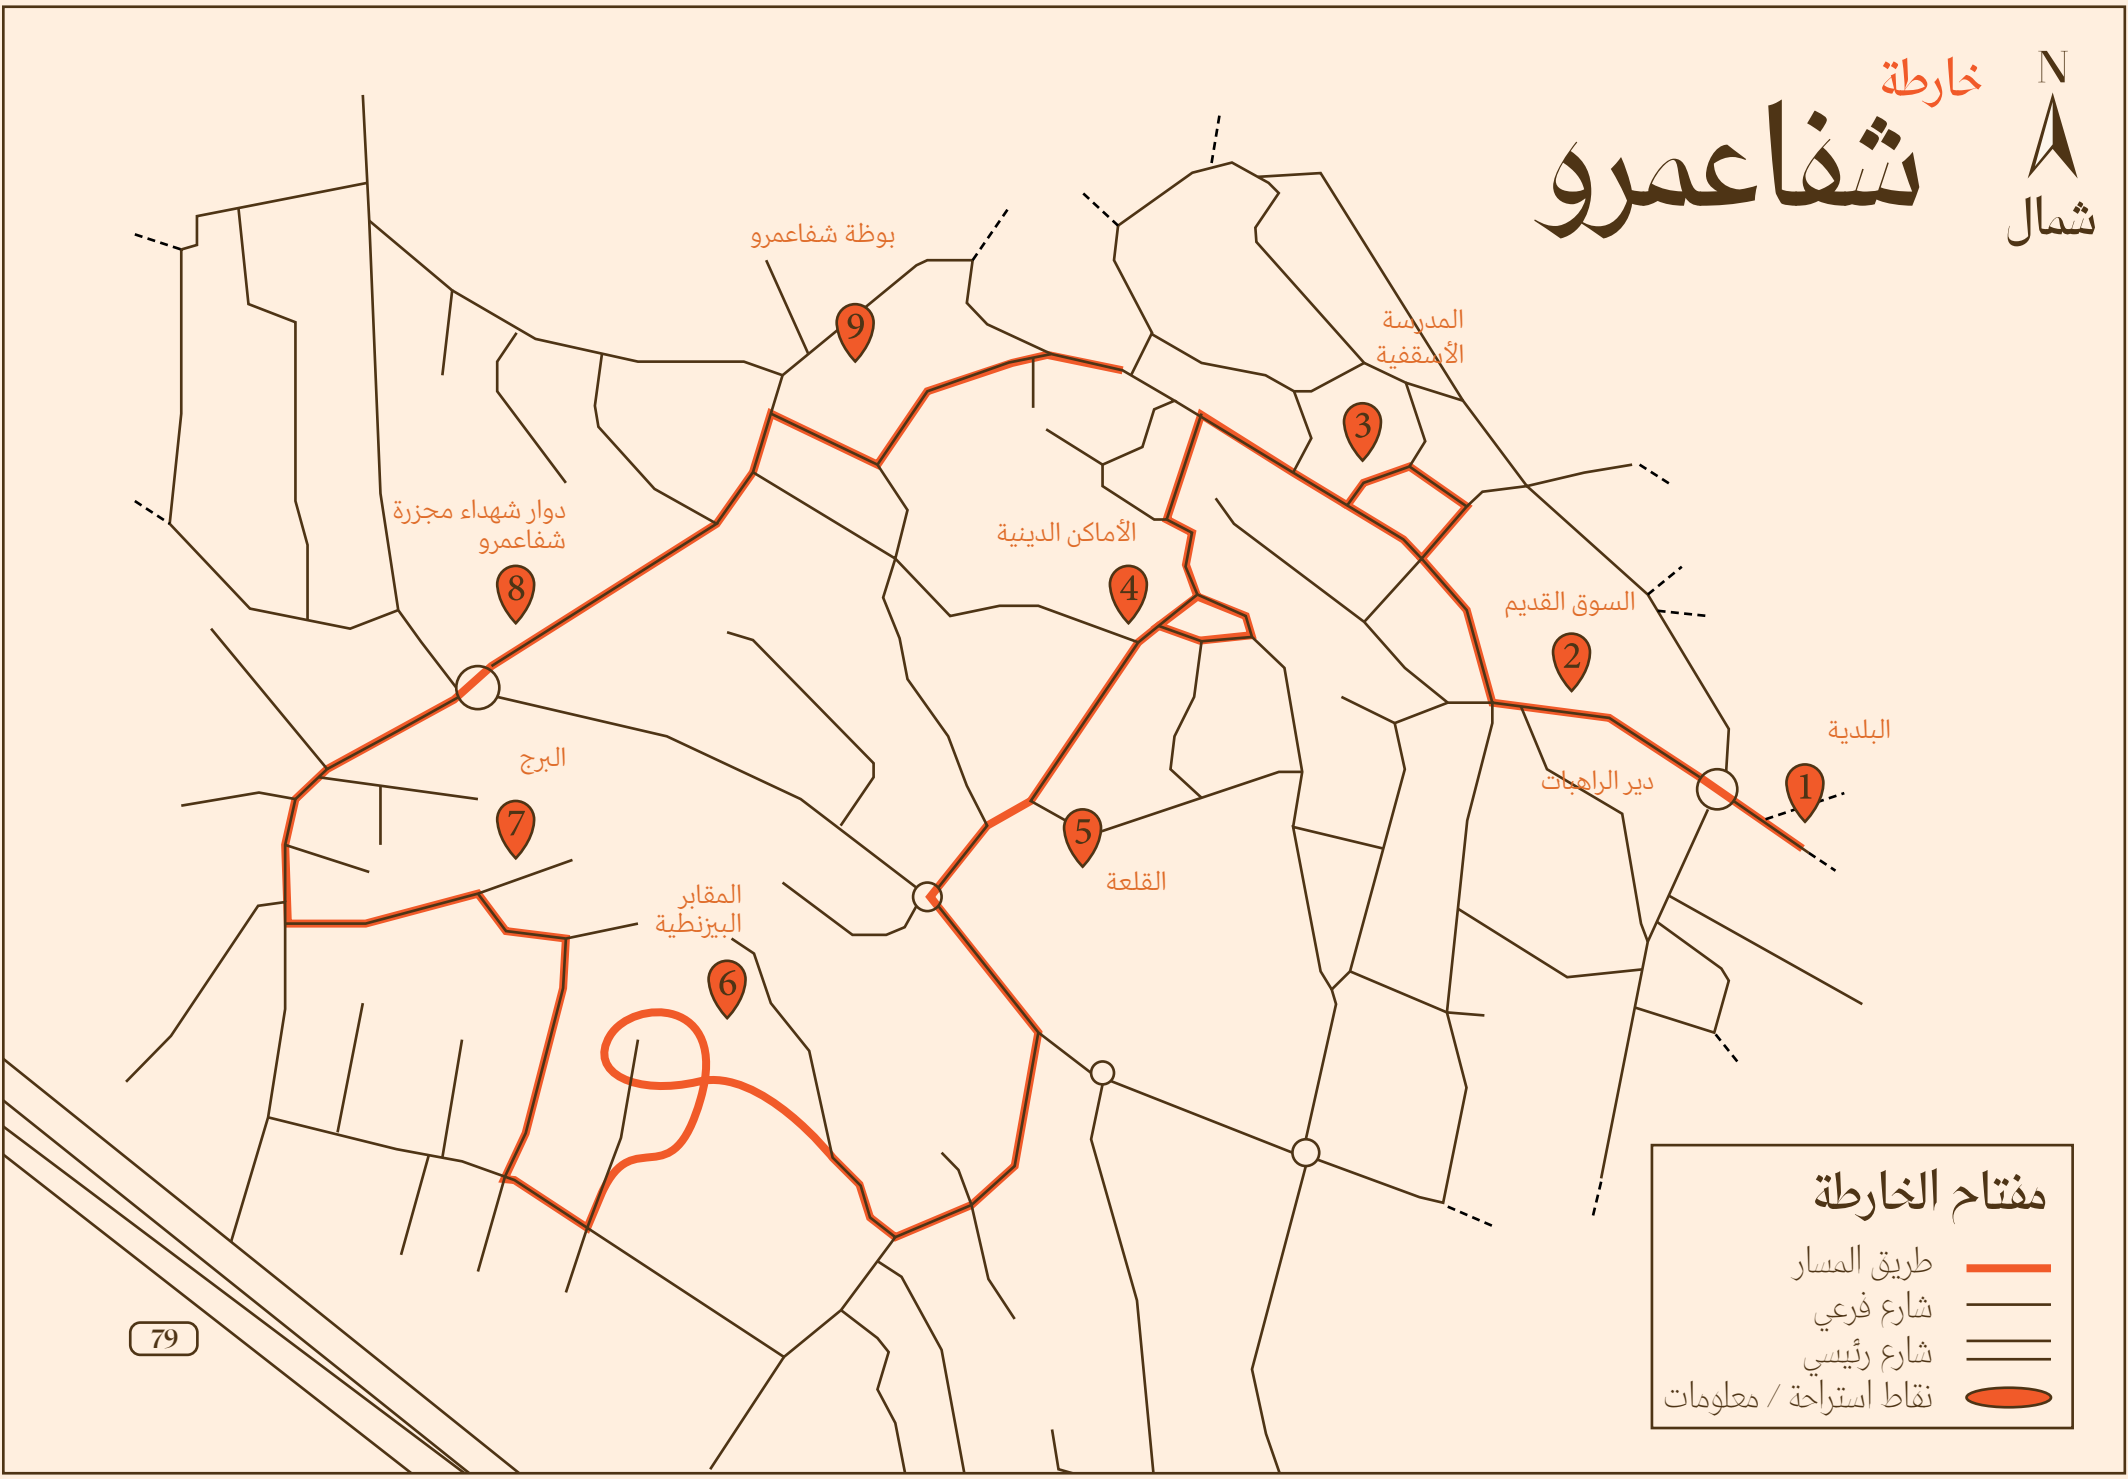 خارطة
شفاعمرو
N
شمال
بوظة شفاعمرو
9
المدرسة
الأسقفية
3
دوار شهداء مجزرة
شفاعمرو
8
الأماكن الدينية
4
السوق القديم
2
البلدية
1
دير الراهبات
البرج
7
5
القلعة
المقابر
البيزنطية
6
79
مفتاح الخارطة
طريق المسار
شارع فرعي
شارع رئيسي
نقاط استراحة / معلومات